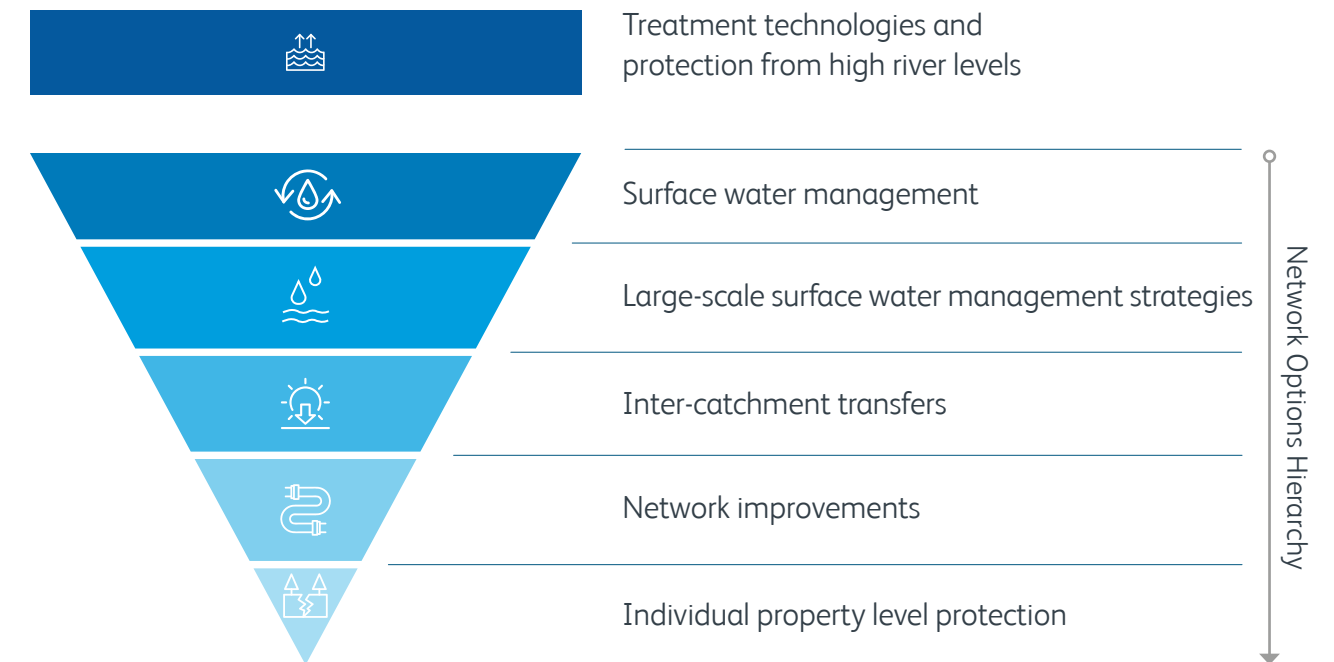 Treatment technologies and
protection from high river levels
Surface water management
Large-scale surface water management strategies
Inter-catchment transfers
Network improvements
Individual property level protection
Network Options Hierarchy